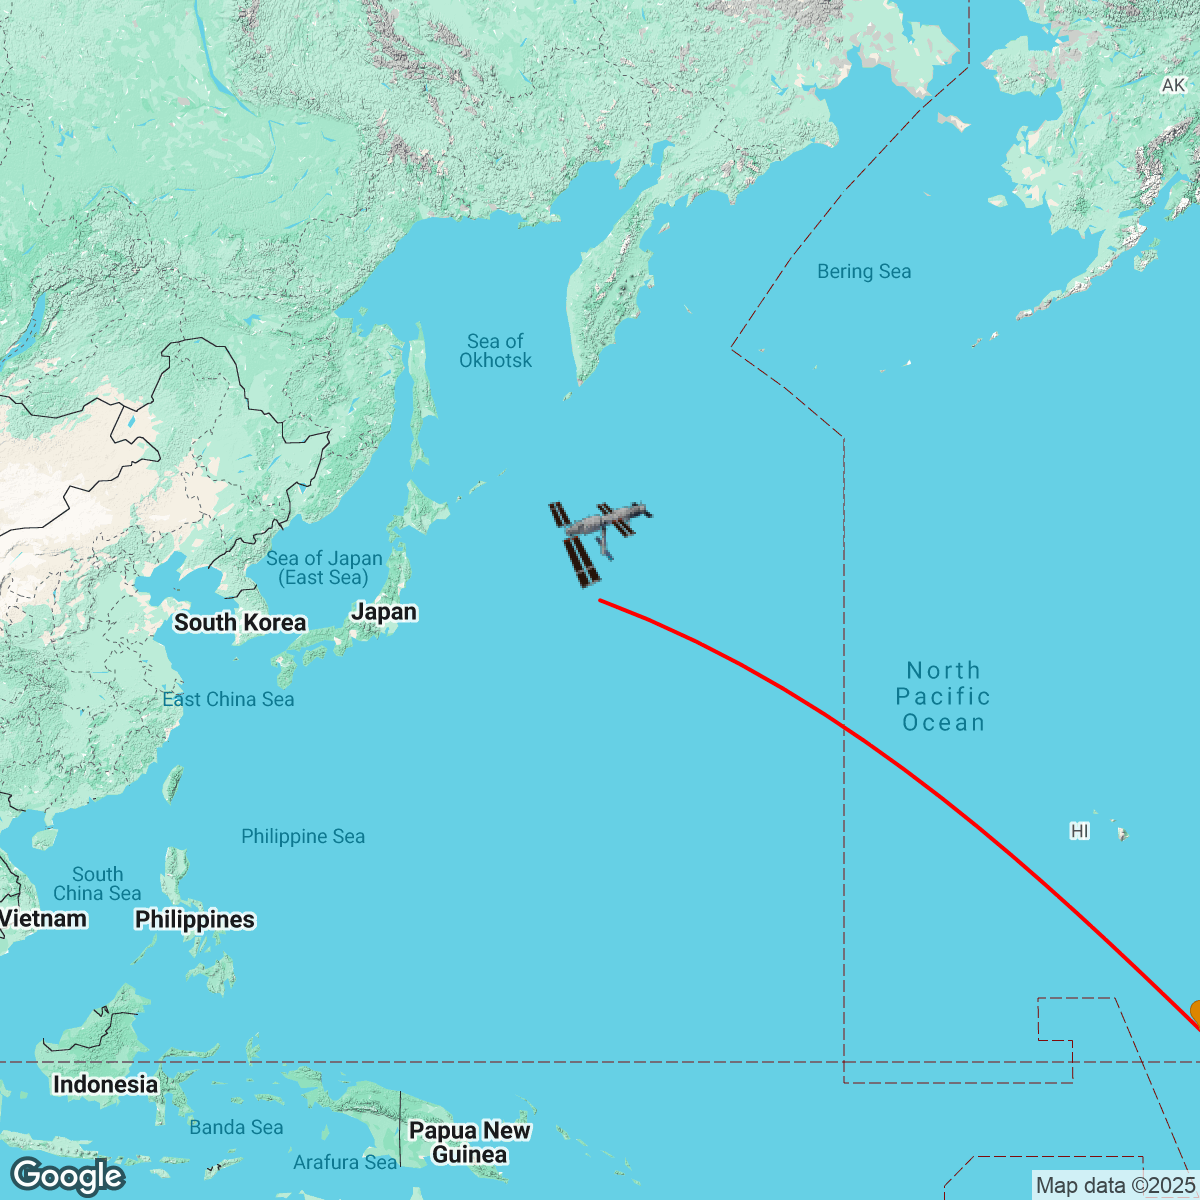 AK
Bering Sea
Sea of
Okhotsk
Sea of Japan
(East Sea)
Japan
South Korea
North
Pacific
Ocean
East China Sea
HI
Philippine Sea
South
China Sea
Vietnam
Philippines
Indonesia
Banda Sea
Papua New
Guinea
Arafura Sea
Google
Map data ©2025